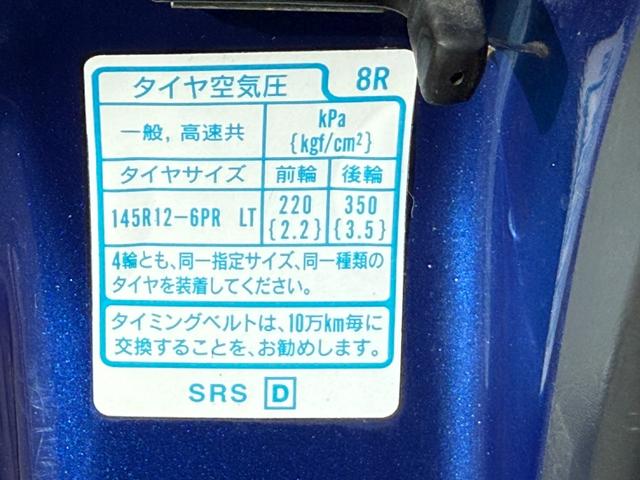 タイヤ空気圧 8R
一般, 高速共 kPa
{kgf/cm²}
タイヤサイズ 前輪 後輪
145R12-6PR LT 220 350
{2.2} {3.5}
4輪とも、同一指定サイズ、同一種類の
タイヤを装着してください。
タイミングベルトは、10万km毎に
交換することを、お勧めします。
SRS D